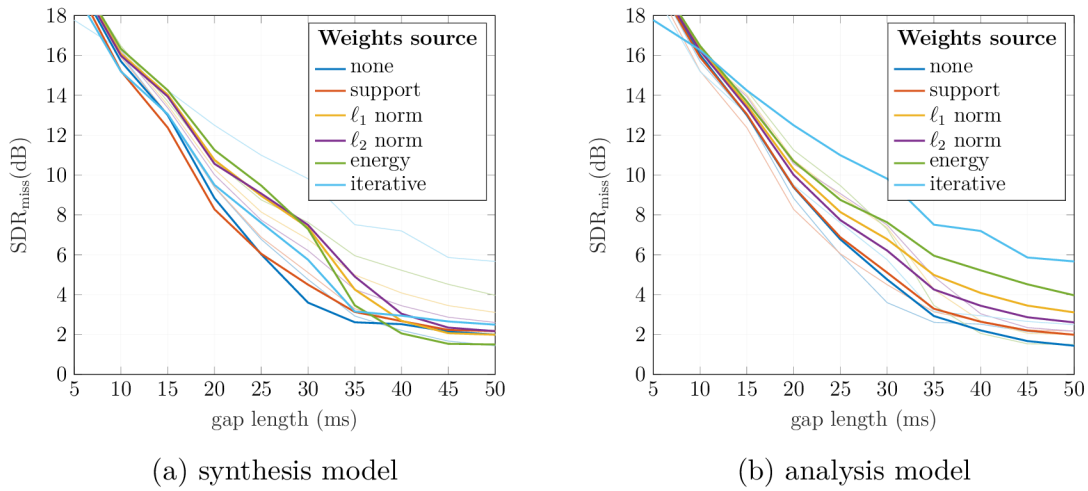 18
16
14
12
10
8
6
4
2
0
SDR_miss(dB)
Weights source
none
support
ℓ1 norm
ℓ2 norm
energy
iterative
5 10 15 20 25 30 35 40 45 50
gap length (ms)
(a) synthesis model
18
16
14
12
10
8
6
4
2
0
SDR_miss(dB)
Weights source
none
support
ℓ1 norm
ℓ2 norm
energy
iterative
5 10 15 20 25 30 35 40 45 50
gap length (ms)
(b) analysis model